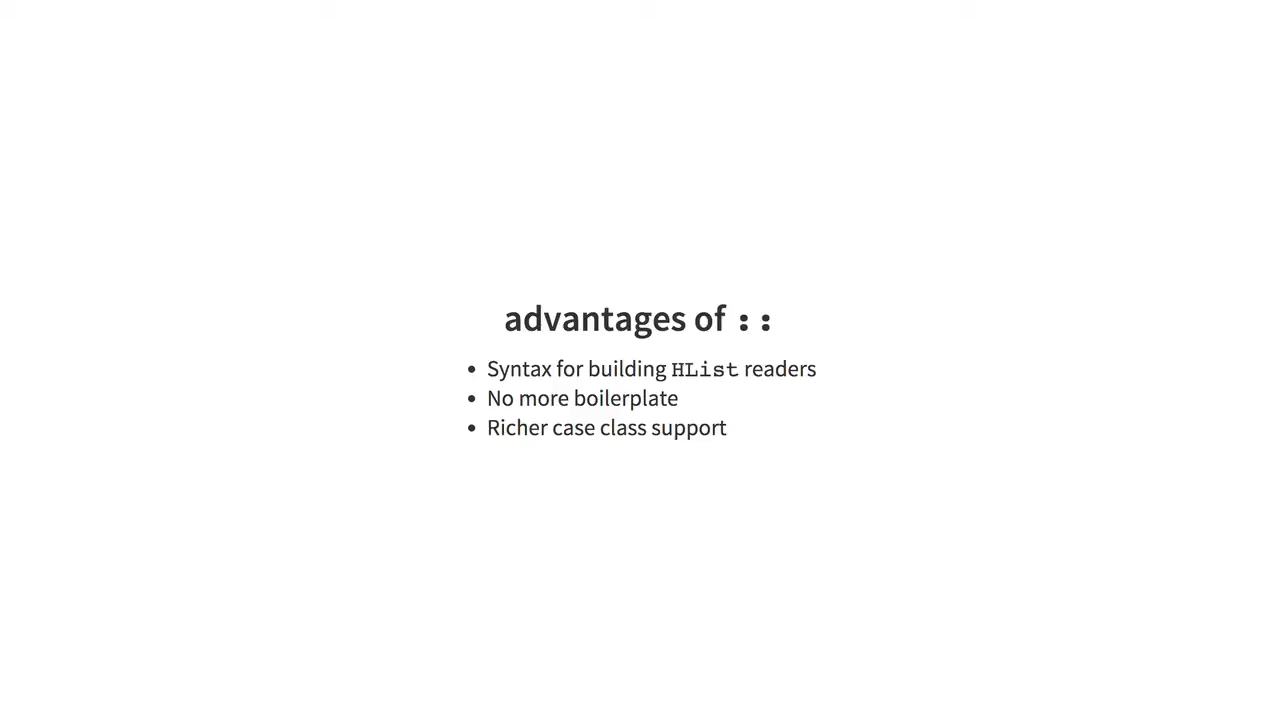 advantages of ::
• Syntax for building HList readers
• No more boilerplate
• Richer case class support